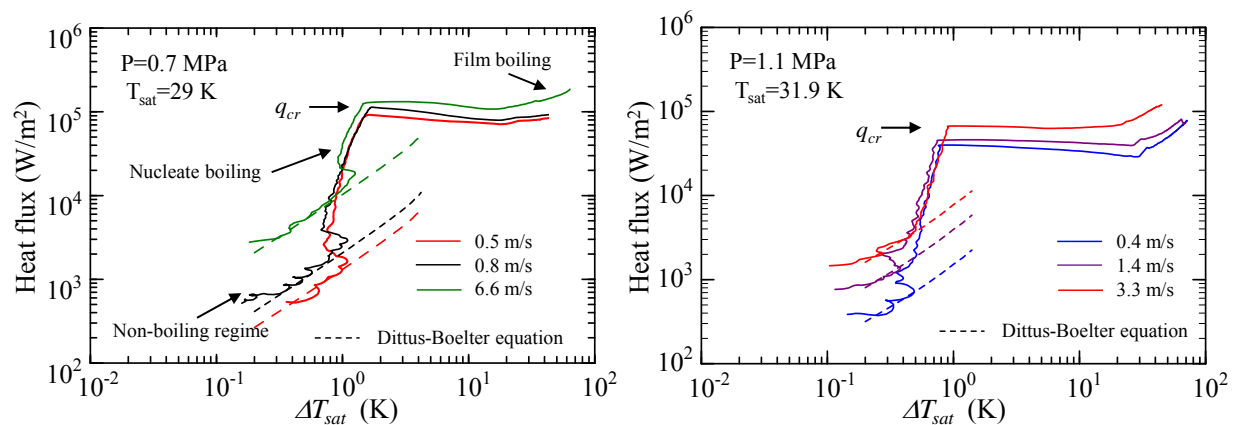 10^6
10^5
10^4
10^3
10^2
Heat flux (W/m^2)
P=0.7 MPa
T_sat=29 K
Film boiling
q_cr
Nucleate boiling
0.5 m/s
0.8 m/s
6.6 m/s
Non-boiling regime
Dittus-Boelter equation
10^-2
10^-1
10^0
10^1
10^2
ΔT_sat (K)
10^6
10^5
10^4
10^3
10^2
Heat flux (W/m^2)
P=1.1 MPa
T_sat=31.9 K
q_cr
0.4 m/s
1.4 m/s
3.3 m/s
Dittus-Boelter equation
10^-2
10^-1
10^0
10^1
10^2
ΔT_sat (K)